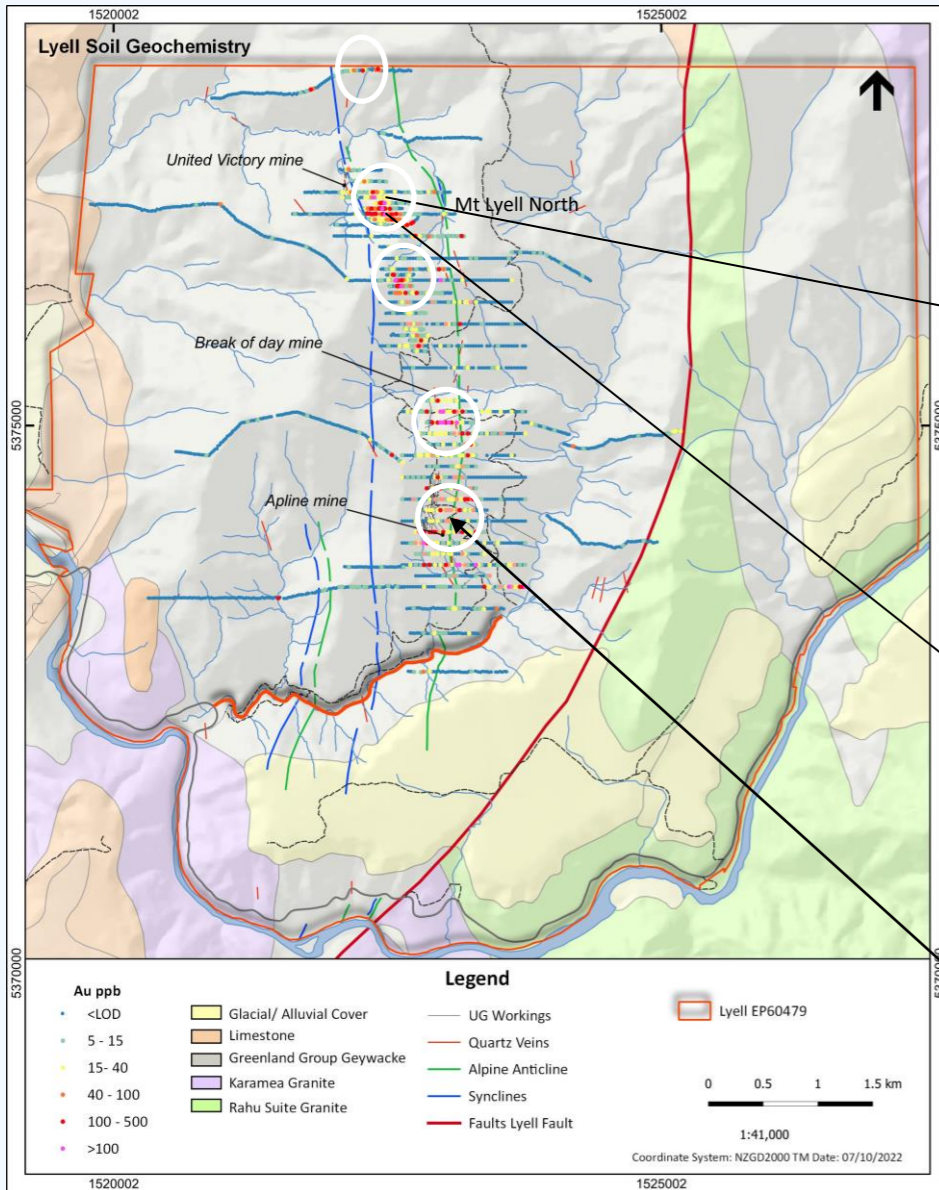 1520002
1525002
Lyell Soil Geochemistry
United Victory mine
Mt Lyell North
Break of day mine
5375000
5375000
Apline mine
5370000
5370000
Legend
Au ppb
<LOD
5 - 15
15- 40
40 - 100
100 - 500
>100
Glacial/ Alluvial Cover
Limestone
Greenland Group Geywacke
Karamea Granite
Rahu Suite Granite
UG Workings
Quartz Veins
Alpine Anticline
Synclines
Faults Lyell Fault
Lyell EP60479
0 0.5 1 1.5 km
1:41,000
Coordinate System: NZGD2000 TM Date: 07/10/2022
1520002
1525002